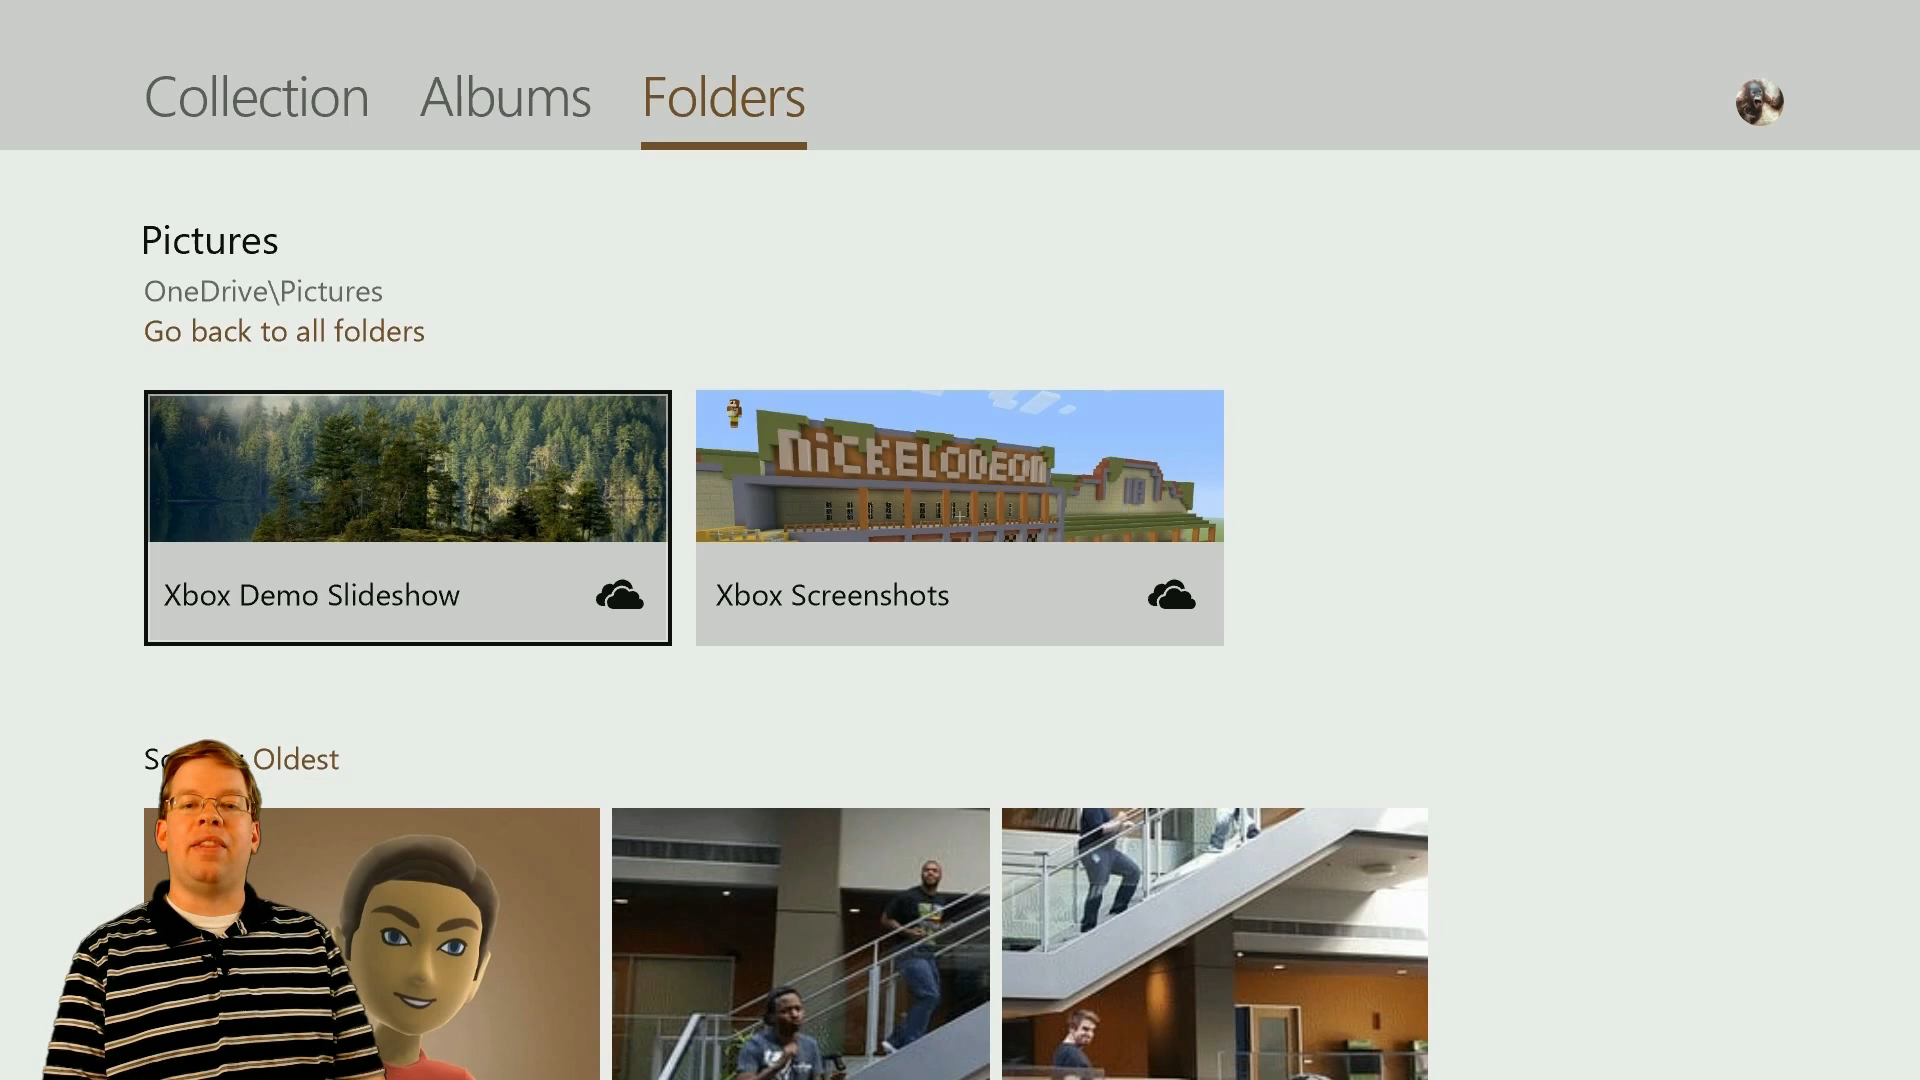 Collection Albums Folders
Pictures
OneDrive\Pictures
Go back to all folders
NICKELODEON
Xbox Demo Slideshow
Xbox Screenshots
Oldest